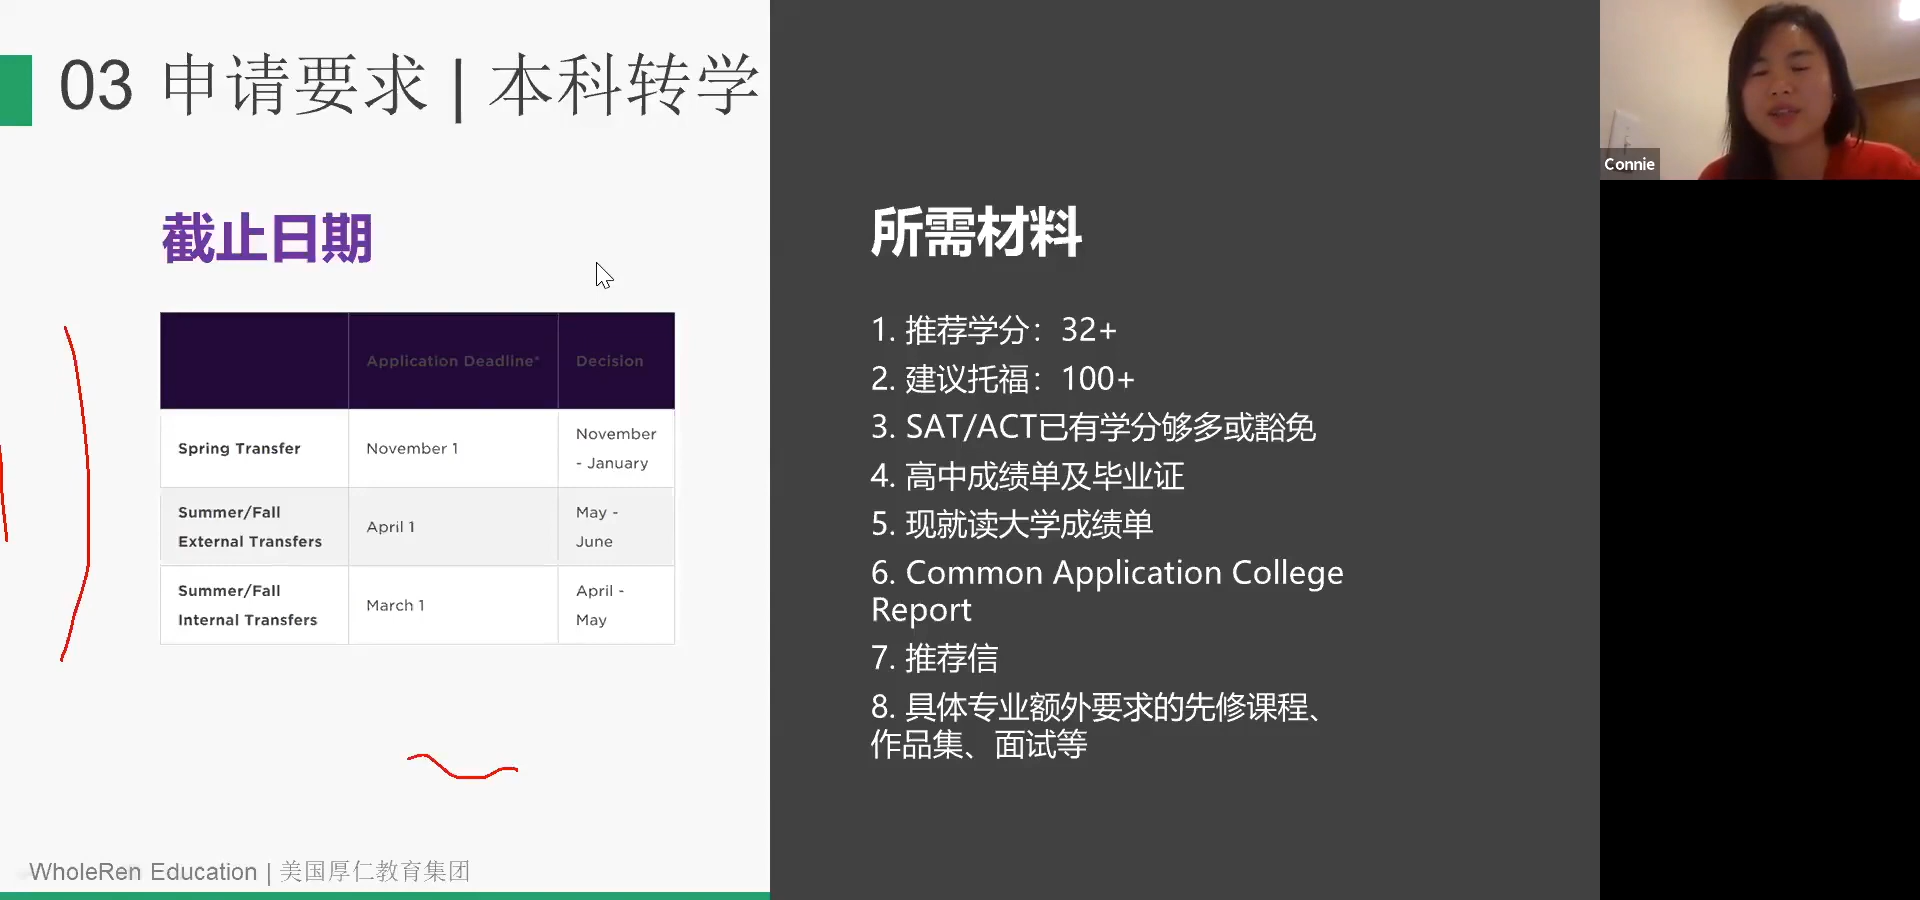 03 申请要求 | 本科转学
截止日期
Application Deadline* Decision
Spring Transfer November 1 November
- January
Summer/Fall
External Transfers April 1 May -
June
Summer/Fall
Internal Transfers March 1 April -
May
WholeRen Education | 美国厚仁教育集团
所需材料
1. 推荐学分：32+
2. 建议托福：100+
3. SAT/ACT已有学分够多或豁免
4. 高中成绩单及毕业证
5. 现就读大学成绩单
6. Common Application College
Report
7. 推荐信
8. 具体专业额外要求的先修课程、
作品集、面试等
Connie